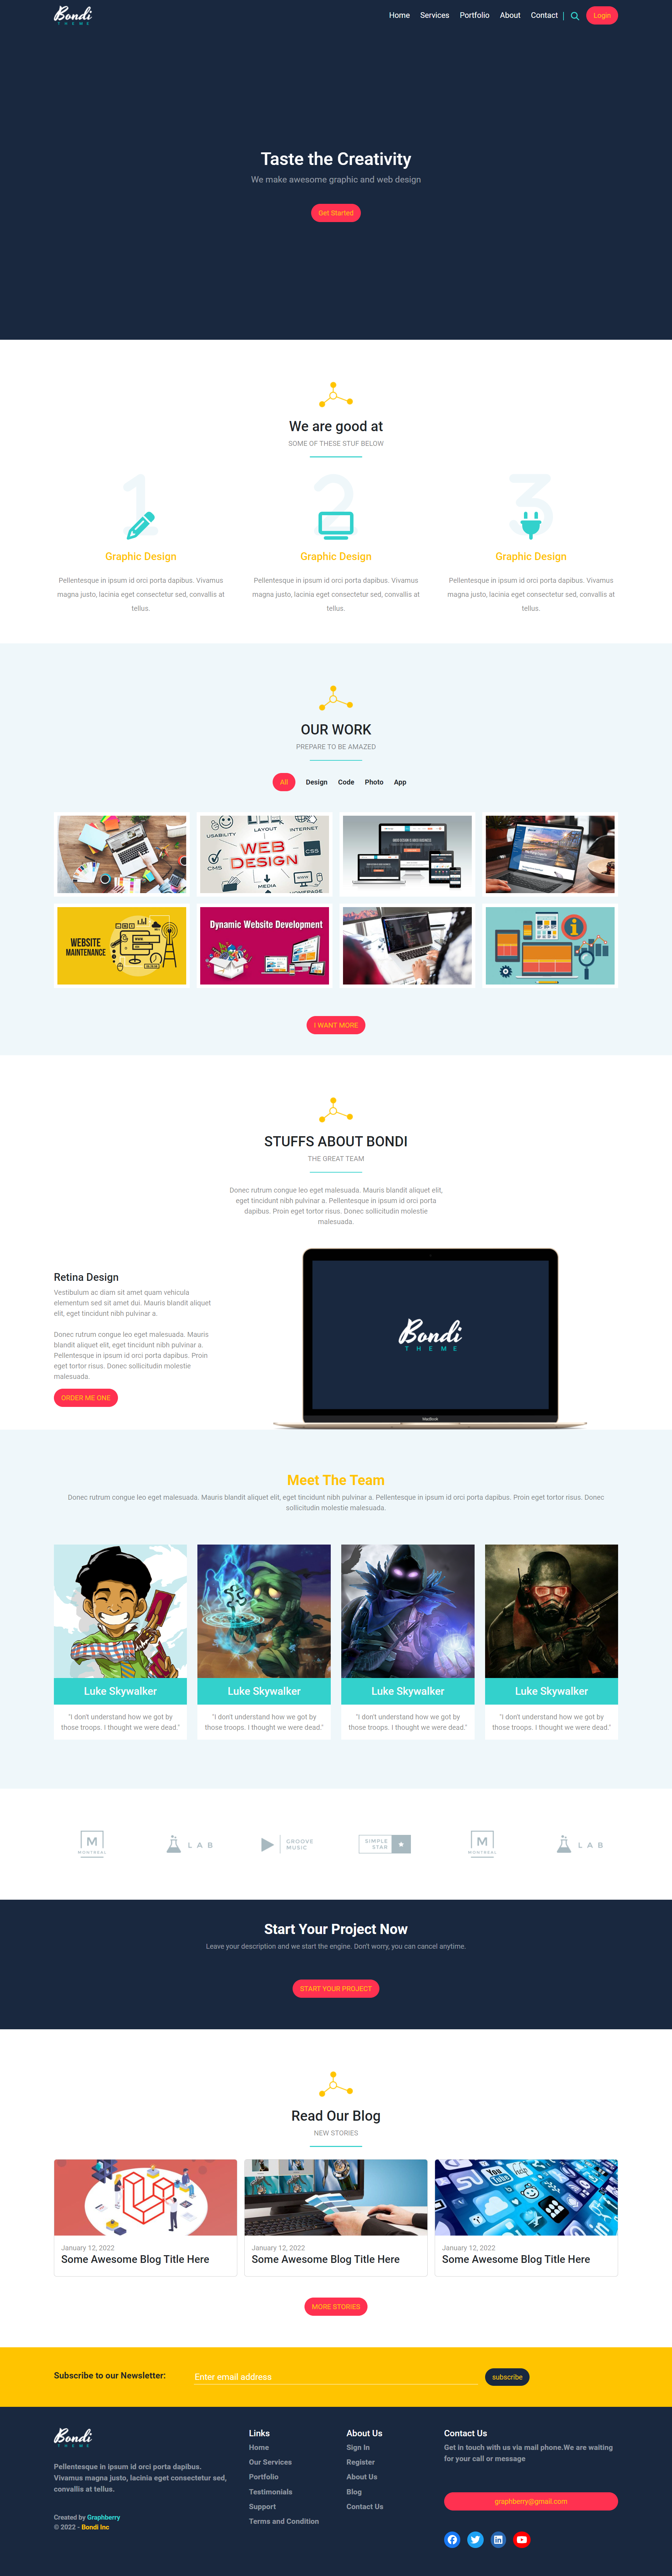 Bondi
THEME
Home Services Portfolio About Contact Login
Taste the Creativity
We make awesome graphic and web design
Get Started
We are good at
SOME OF THESE STUF BELOW
1 2 3
Graphic Design Graphic Design Graphic Design
Pellentesque in ipsum id orci porta dapibus. Vivamus
magna justo, lacinia eget consectetur sed, convallis at
tellus.
Pellentesque in ipsum id orci porta dapibus. Vivamus
magna justo, lacinia eget consectetur sed, convallis at
tellus.
Pellentesque in ipsum id orci porta dapibus. Vivamus
magna justo, lacinia eget consectetur sed, convallis at
tellus.
OUR WORK
PREPARE TO BE AMAZED
All Design Code Photo App
USABILITY
LAYOUT
INTERNET
WEB
DESIGN
CSS
CMS
MEDIA
HOMEPAGE
WEBSITE
MAINTENANCE
Dynamic Website Development
I WANT MORE
STUFFS ABOUT BONDI
THE GREAT TEAM
Donec rutrum congue leo eget malesuada. Mauris blandit aliquet elit,
eget tincidunt nibh pulvinar a. Pellentesque in ipsum id orci porta
dapibus. Proin eget tortor risus. Donec sollicitudin molestie
malesuada.
Retina Design
Vestibulum ac diam sit amet quam vehicula
elementum sed sit amet dui. Mauris blandit aliquet
elit, eget tincidunt nibh pulvinar a.
Donec rutrum congue leo eget malesuada. Mauris
blandit aliquet elit, eget tincidunt nibh pulvinar a.
Pellentesque in ipsum id orci porta dapibus. Proin
eget tortor risus. Donec sollicitudin molestie
malesuada.
ORDER ME ONE
Bondi
THEME
MacBook
Meet The Team
Donec rutrum congue leo eget malesuada. Mauris blandit aliquet elit, eget tincidunt nibh pulvinar a. Pellentesque in ipsum id orci porta dapibus. Proin eget tortor risus. Donec
sollicitudin molestie malesuada.
Luke Skywalker Luke Skywalker Luke Skywalker Luke Skywalker
"I don't understand how we got by
those troops. I thought we were dead."
"I don't understand how we got by
those troops. I thought we were dead."
"I don't understand how we got by
those troops. I thought we were dead."
"I don't understand how we got by
those troops. I thought we were dead."
M
MONTREAL
LAB
GROOVE
MUSIC
SIMPLE
STAR
M
MONTREAL
LAB
Start Your Project Now
Leave your description and we start the engine. Don't worry, you can cancel anytime.
START YOUR PROJECT
Read Our Blog
NEW STORIES
You
Tube
January 12, 2022 January 12, 2022 January 12, 2022
Some Awesome Blog Title Here Some Awesome Blog Title Here Some Awesome Blog Title Here
MORE STORIES
Subscribe to our Newsletter: Enter email address subscribe
Bondi
THEME
Pellentesque in ipsum id orci porta dapibus.
Vivamus magna justo, lacinia eget consectetur sed,
convallis at tellus.
Created by Graphberry
© 2022 - Bondi Inc
Links
Home
Our Services
Portfolio
Testimonials
Support
Terms and Condition
About Us
Sign In
Register
About Us
Blog
Contact Us
Contact Us
Get in touch with us via mail phone.We are waiting
for your call or message
graphberry@gmail.com